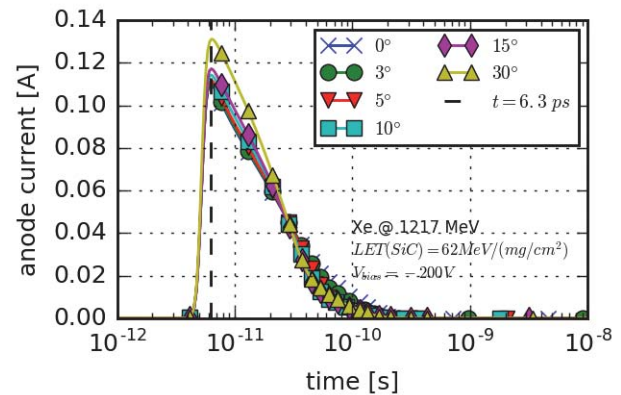 0.14
0.12
0.10
0.08
0.06
0.04
0.02
0.00
anode current [A]
0° 15°
3° 30°
5° t = 6.3 ps
10°
Xe @ 1217 MeV
LET(SiC) = 62MeV/(mg/cm²)
V_bias = −200V
10⁻¹² 10⁻¹¹ 10⁻¹⁰ 10⁻⁹ 10⁻⁸
time [s]